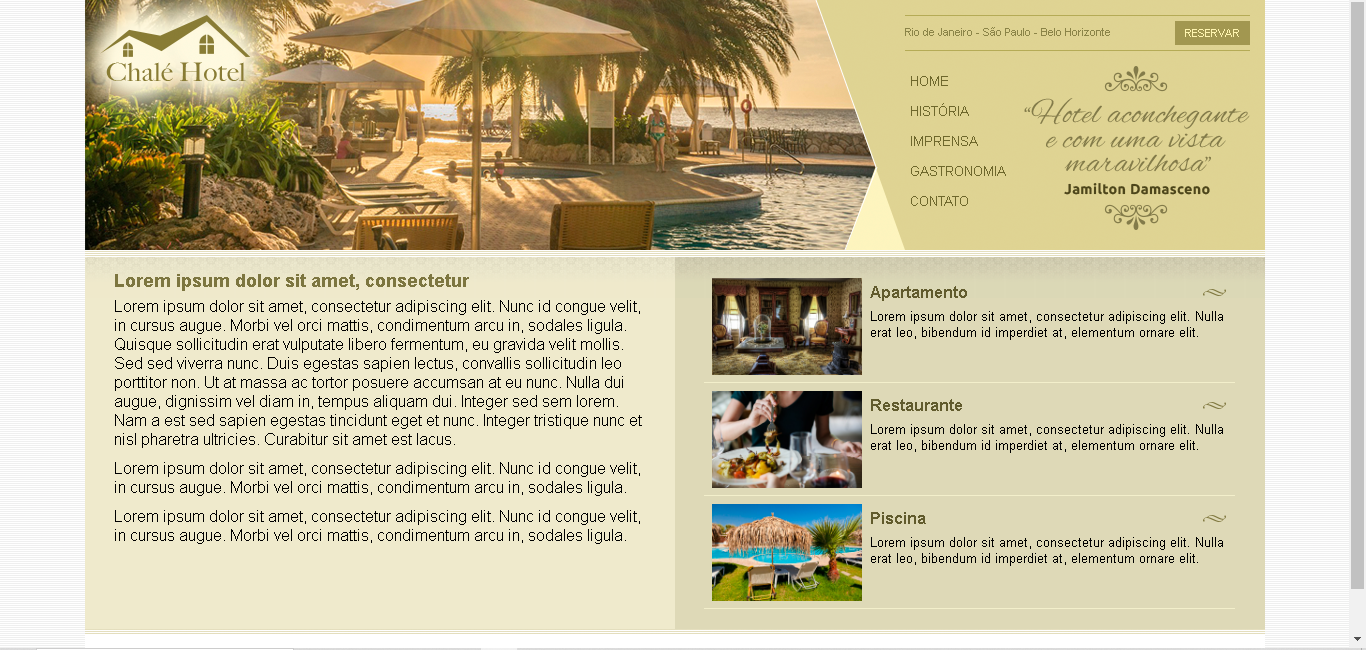 Chalé Hotel
Rio de Janeiro - São Paulo - Belo Horizonte
RESERVAR
HOME
HISTÓRIA
IMPRENSA
GASTRONOMIA
CONTATO
“Hotel aconchegante
e com uma vista
maravilhosa”
Jamilton Damasceno
Lorem ipsum dolor sit amet, consectetur
Lorem ipsum dolor sit amet, consectetur adipiscing elit. Nunc id congue velit,
in cursus augue. Morbi vel orci mattis, condimentum arcu in, sodales ligula.
Quisque sollicitudin erat vulputate libero fermentum, eu gravida velit mollis.
Sed sed viverra nunc. Duis egestas sapien lectus, convallis sollicitudin leo
porttitor non. Ut at massa ac tortor posuere accumsan at eu nunc. Nulla dui
augue, dignissim vel diam in, tempus aliquam dui. Integer sed sem lorem.
Nam a est sed sapien egestas tincidunt eget et nunc. Integer tristique nunc et
nisl pharetra ultricies. Curabitur sit amet est lacus.
Lorem ipsum dolor sit amet, consectetur adipiscing elit. Nunc id congue velit,
in cursus augue. Morbi vel orci mattis, condimentum arcu in, sodales ligula.
Lorem ipsum dolor sit amet, consectetur adipiscing elit. Nunc id congue velit,
in cursus augue. Morbi vel orci mattis, condimentum arcu in, sodales ligula.
Apartamento
Lorem ipsum dolor sit amet, consectetur adipiscing elit. Nulla
erat leo, bibendum id imperdiet at, elementum ornare elit.
Restaurante
Lorem ipsum dolor sit amet, consectetur adipiscing elit. Nulla
erat leo, bibendum id imperdiet at, elementum ornare elit.
Piscina
Lorem ipsum dolor sit amet, consectetur adipiscing elit. Nulla
erat leo, bibendum id imperdiet at, elementum ornare elit.